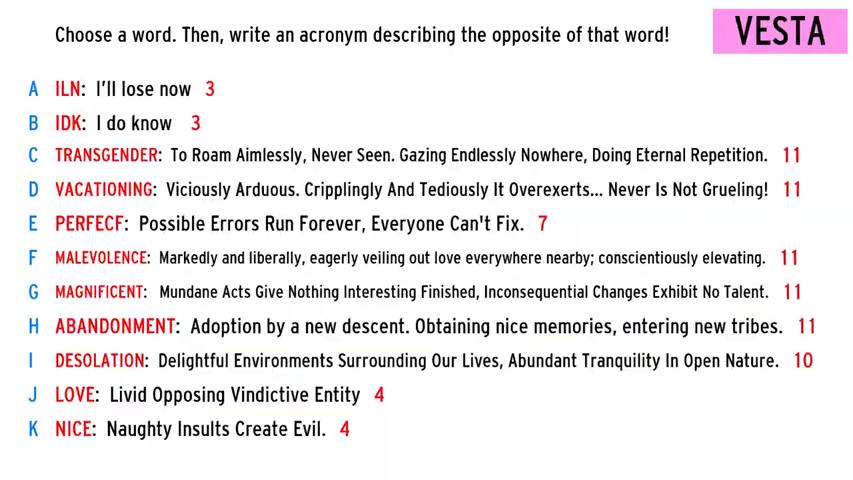 Choose a word. Then, write an acronym describing the opposite of that word!
VESTA
A ILN: I'll lose now 3
B IDK: I do know 3
C TRANSGENDER: To Roam Aimlessly, Never Seen. Gazing Endlessly Nowhere, Doing Eternal Repetition. 11
D VACATIONING: Viciously Arduous. Cripplingly And Tediously It Overexerts... Never Is Not Grueling! 11
E PERFECF: Possible Errors Run Forever, Everyone Can't Fix. 7
F MALEVOLENCE: Markedly and liberally, eagerly veiling out love everywhere nearby; conscientiously elevating. 11
G MAGNIFICENT: Mundane Acts Give Nothing Interesting Finished, Inconsequential Changes Exhibit No Talent. 11
H ABANDONMENT: Adoption by a new descent. Obtaining nice memories, entering new tribes. 11
I DESOLATION: Delightful Environments Surrounding Our Lives, Abundant Tranquility In Open Nature. 10
J LOVE: Livid Opposing Vindictive Entity 4
K NICE: Naughty Insults Create Evil. 4